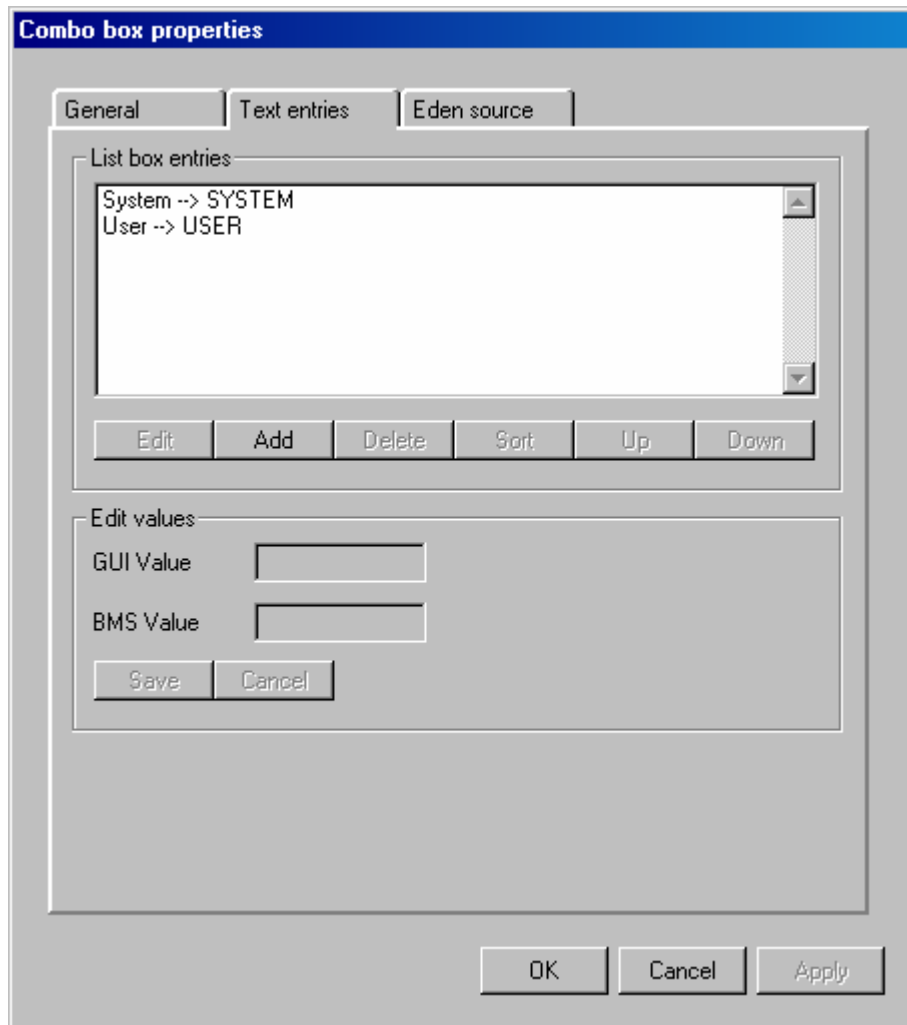 Combo box properties
General Text entries Eden source
List box entries
System --> SYSTEM
User --> USER
Edit Add Delete Sort Up Down
Edit values
GUI Value
BMS Value
Save Cancel
OK Cancel Apply